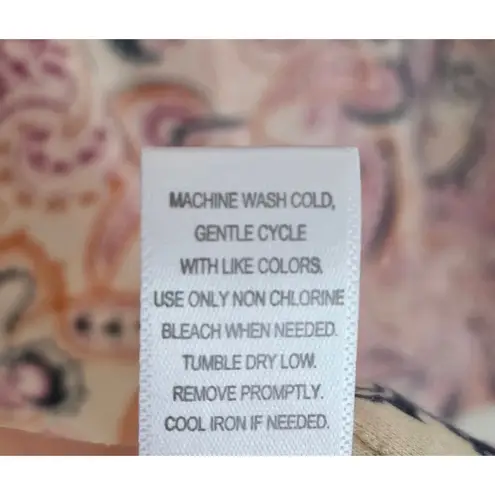 MACHINE WASH COLD,
GENTLE CYCLE
WITH LIKE COLORS.
USE ONLY NON CHLORINE
BLEACH WHEN NEEDED.
TUMBLE DRY LOW.
REMOVE PROMPTLY.
COOL IRON IF NEEDED.